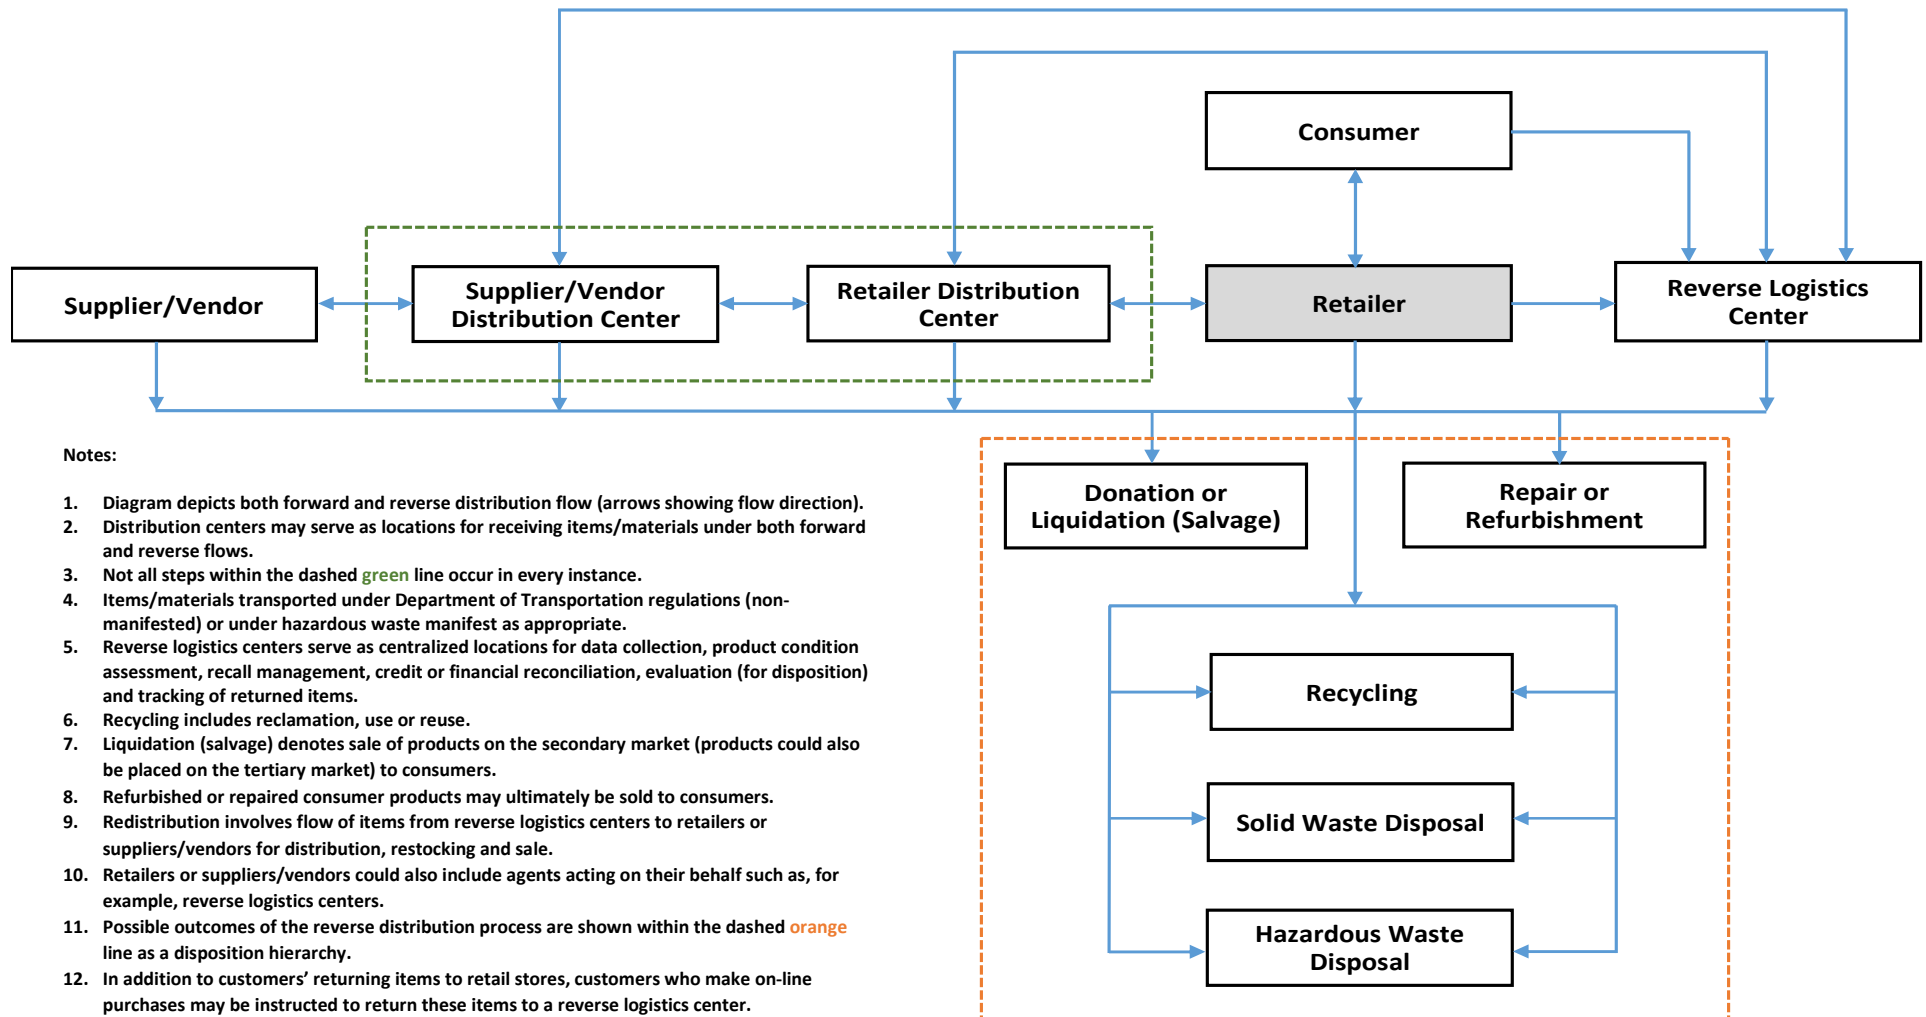 Consumer
Supplier/Vendor
Supplier/Vendor
Distribution Center
Retailer Distribution
Center
Retailer
Reverse Logistics
Center
Donation or
Liquidation (Salvage)
Repair or
Refurbishment
Recycling
Solid Waste Disposal
Hazardous Waste
Disposal
Notes:
1. Diagram depicts both forward and reverse distribution flow (arrows showing flow direction).
2. Distribution centers may serve as locations for receiving items/materials under both forward
and reverse flows.
3. Not all steps within the dashed green line occur in every instance.
4. Items/materials transported under Department of Transportation regulations (non-
manifested) or under hazardous waste manifest as appropriate.
5. Reverse logistics centers serve as centralized locations for data collection, product condition
assessment, recall management, credit or financial reconciliation, evaluation (for disposition)
and tracking of returned items.
6. Recycling includes reclamation, use or reuse.
7. Liquidation (salvage) denotes sale of products on the secondary market (products could also
be placed on the tertiary market) to consumers.
8. Refurbished or repaired consumer products may ultimately be sold to consumers.
9. Redistribution involves flow of items from reverse logistics centers to retailers or
suppliers/vendors for distribution, restocking and sale.
10. Retailers or suppliers/vendors could also include agents acting on their behalf such as, for
example, reverse logistics centers.
11. Possible outcomes of the reverse distribution process are shown within the dashed orange
line as a disposition hierarchy.
12. In addition to customers’ returning items to retail stores, customers who make on-line
purchases may be instructed to return these items to a reverse logistics center.